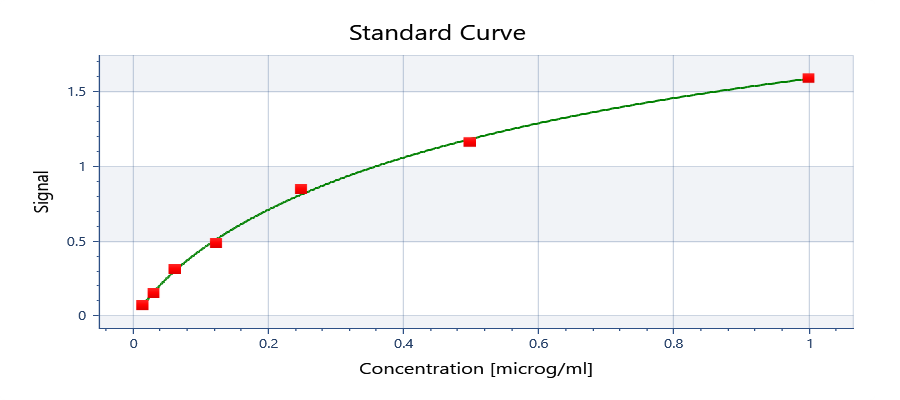 Standard Curve
1.5
1
0.5
0
Signal
0 0.2 0.4 0.6 0.8 1
Concentration [microg/ml]